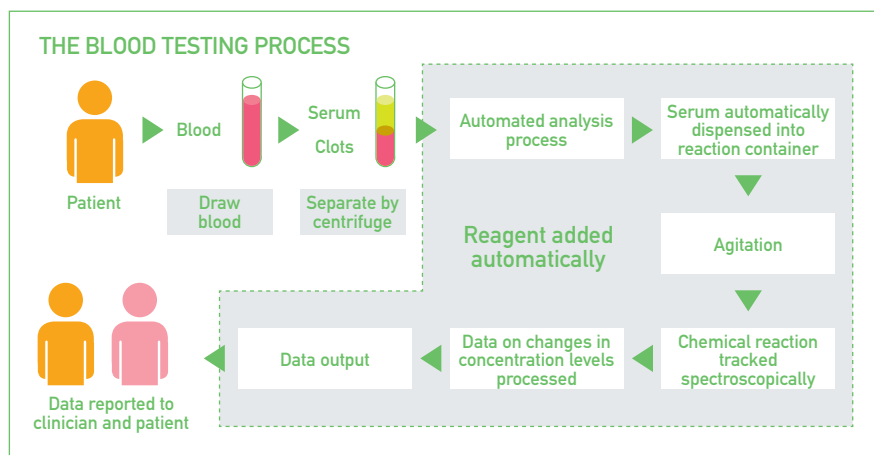 THE BLOOD TESTING PROCESS
Patient
Blood
Draw
blood
Serum
Clots
Separate by
centrifuge
Automated analysis
process
Serum automatically
dispensed into
reaction container
Reagent added
automatically
Agitation
Chemical reaction
tracked
spectroscopically
Data on changes in
concentration levels
processed
Data output
Data reported to
clinician and patient